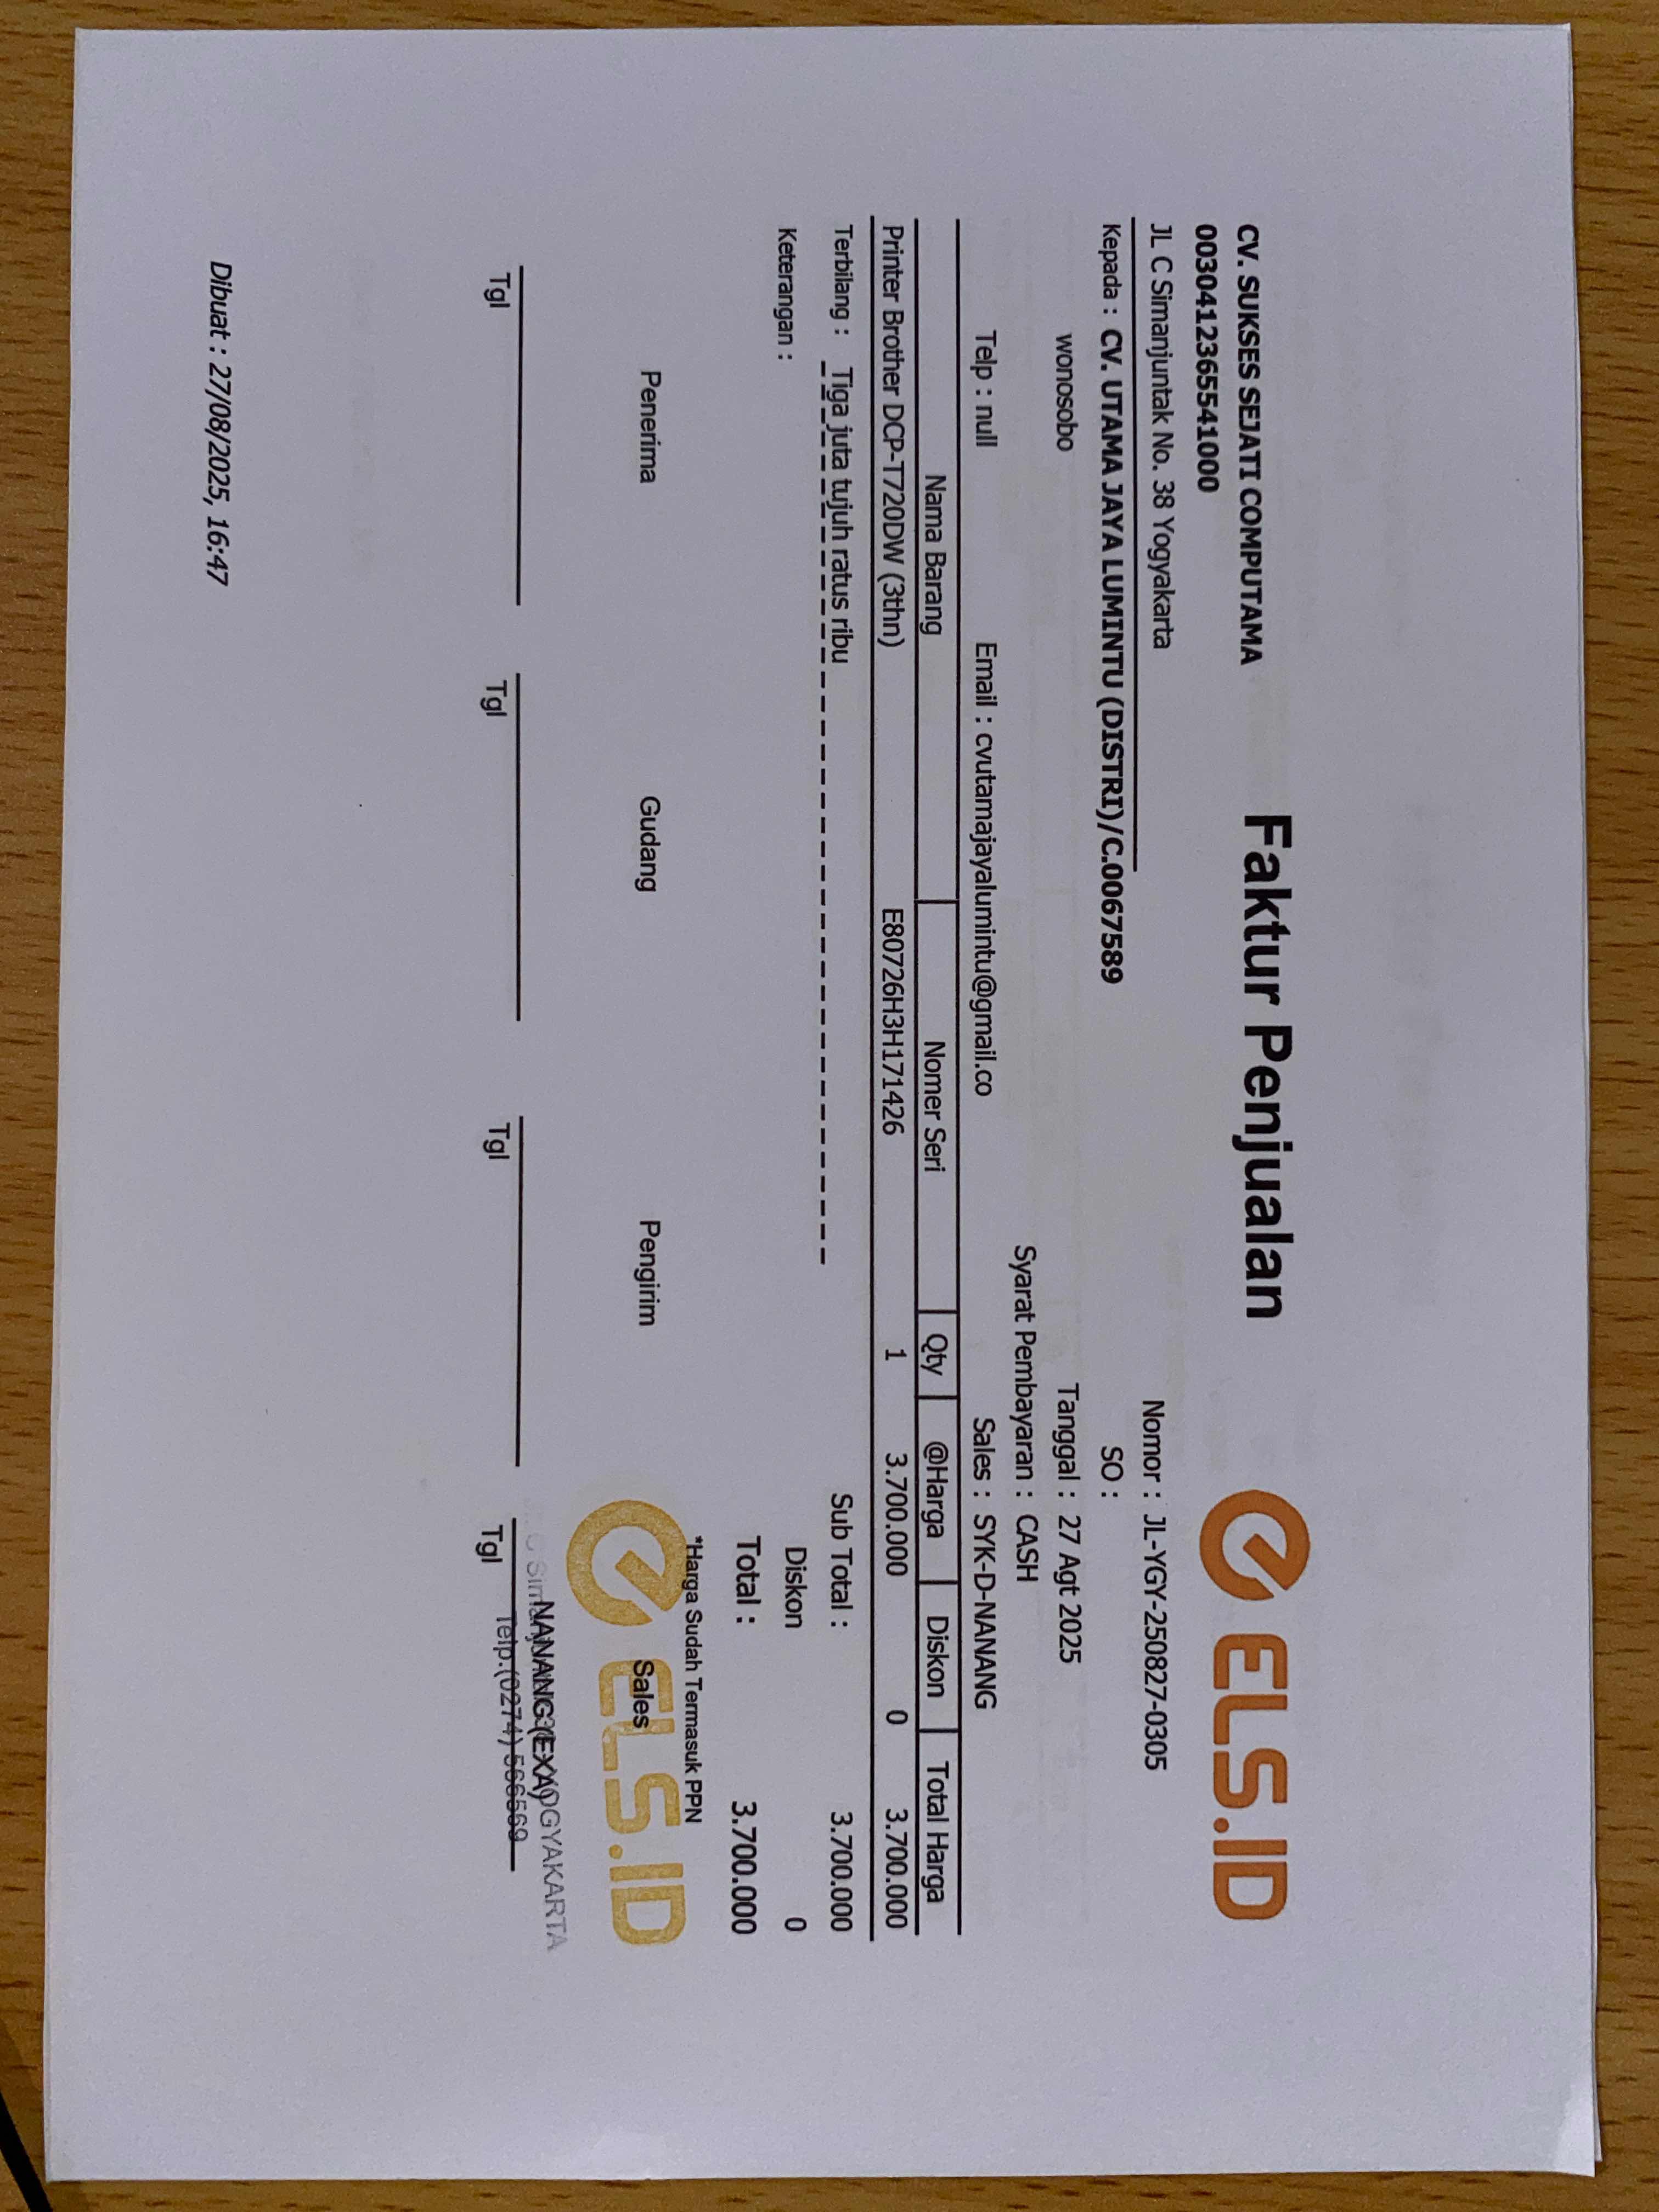 Faktur Penjualan
ELS.ID
CV. SUKSES SEJATI COMPUTAMA
0030412365541000
JL C Simanjuntak No. 38 Yogyakarta
Nomor : JL-YGY-250827-0305
Kepada : CV. UTAMA JAYA LUMINTU (DISTRI)/C.0067589
SO :
wonosobo
Tanggal : 27 Agt 2025
Syarat Pembayaran : CASH
Telp : null Email : cvutamajayalumintu@gmail.co Sales : SYK-D-NANANG
Nama Barang Nomer Seri Qty @Harga Diskon Total Harga
Printer Brother DCP-T720DW (3thn) E80726H3H171426 1 3.700.000 0 3.700.000
Terbilang : Tiga juta tujuh ratus ribu Sub Total : 3.700.000
Keterangan : Diskon 0
Total : 3.700.000
*Harga Sudah Termasuk PPN
Penerima Gudang Pengirim Sales
ELS.ID
NANANG (EXA)
YOGYAKARTA
Telp.(0274) 566569
Tgl Tgl Tgl Tgl
Dibuat : 27/08/2025, 16:47